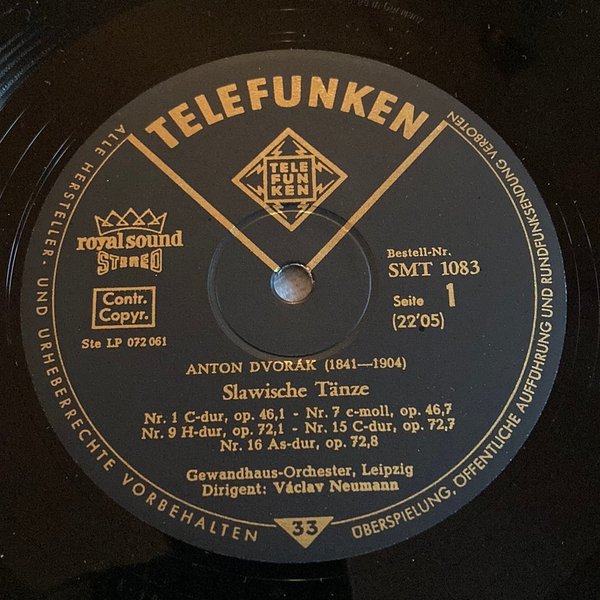 TELEFUNKEN
TELE
FUN
KEN
royal sound
STEREO
Contr.
Copyr.
Ste LP 072 061
Bestell-Nr.
SMT 1083
Seite 1
(22'05)
ANTON DVORÁK (1841—1904)
Slawische Tänze
Nr. 1 C-dur, op. 46,1 - Nr. 7 c-moll, op. 46,7
Nr. 9 H-dur, op. 72,1 - Nr. 15 C-dur, op. 72,7
Nr. 16 As-dur, op. 72,8
Gewandhaus-Orchester, Leipzig
Dirigent: Václav Neumann
33
ALLE HERSTELLER- UND URHEBERRECHTE VORBEHALTEN
ÜBERSPIELUNG, ÖFFENTLICHE AUFFÜHRUNG UND RUNDFUNKSENDUNG VERBOTEN